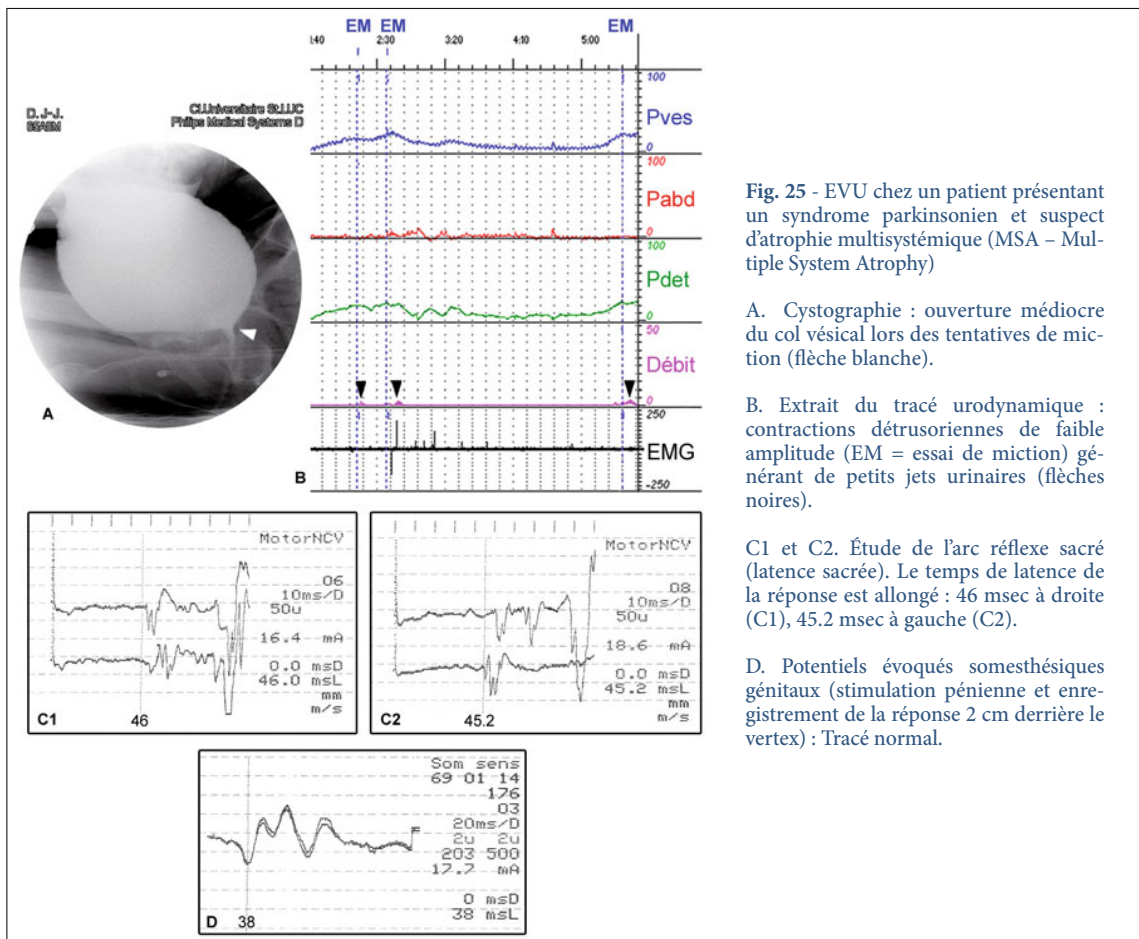 EM EM EM
1:40 2:30 3:20 4:10 5:00
D. J-J.
Cl.Universitaire St.LUC
Philips Medical Systems D
A
100
Pves
0
100
Pabd
0
100
Pdet
0
50
Débit
0
250
EMG
-250
B
MotorNCV
06
10ms/D
50u
16.4 mA
0.0 msD
46.0 msL
mm
m/s
C1 46
MotorNCV
08
10ms/D
50u
18.6 mA
0.0 msD
45.2 msL
mm
m/s
C2 45.2
Som sens
69 01 14
176
03
20ms/D
2u 2u
203 500
17.7 mA
0 msD
38 msL
D 38
Fig. 25 - EVU chez un patient présentant
un syndrome parkinsonien et suspect
d'atrophie multisystémique (MSA – Mul-
tiple System Atrophy)
A. Cystographie : ouverture médiocre
du col vésical lors des tentatives de mic-
tion (flèche blanche).
B. Extrait du tracé urodynamique :
contractions détrusoriennes de faible
amplitude (EM = essai de miction) gé-
nérant de petits jets urinaires (flèches
noires).
C1 et C2. Étude de l'arc réflexe sacré
(latence sacrée). Le temps de latence de
la réponse est allongé : 46 msec à droite
(C1), 45.2 msec à gauche (C2).
D. Potentiels évoqués somesthésiques
génitaux (stimulation pénienne et enre-
gistrement de la réponse 2 cm derrière le
vertex) : Tracé normal.